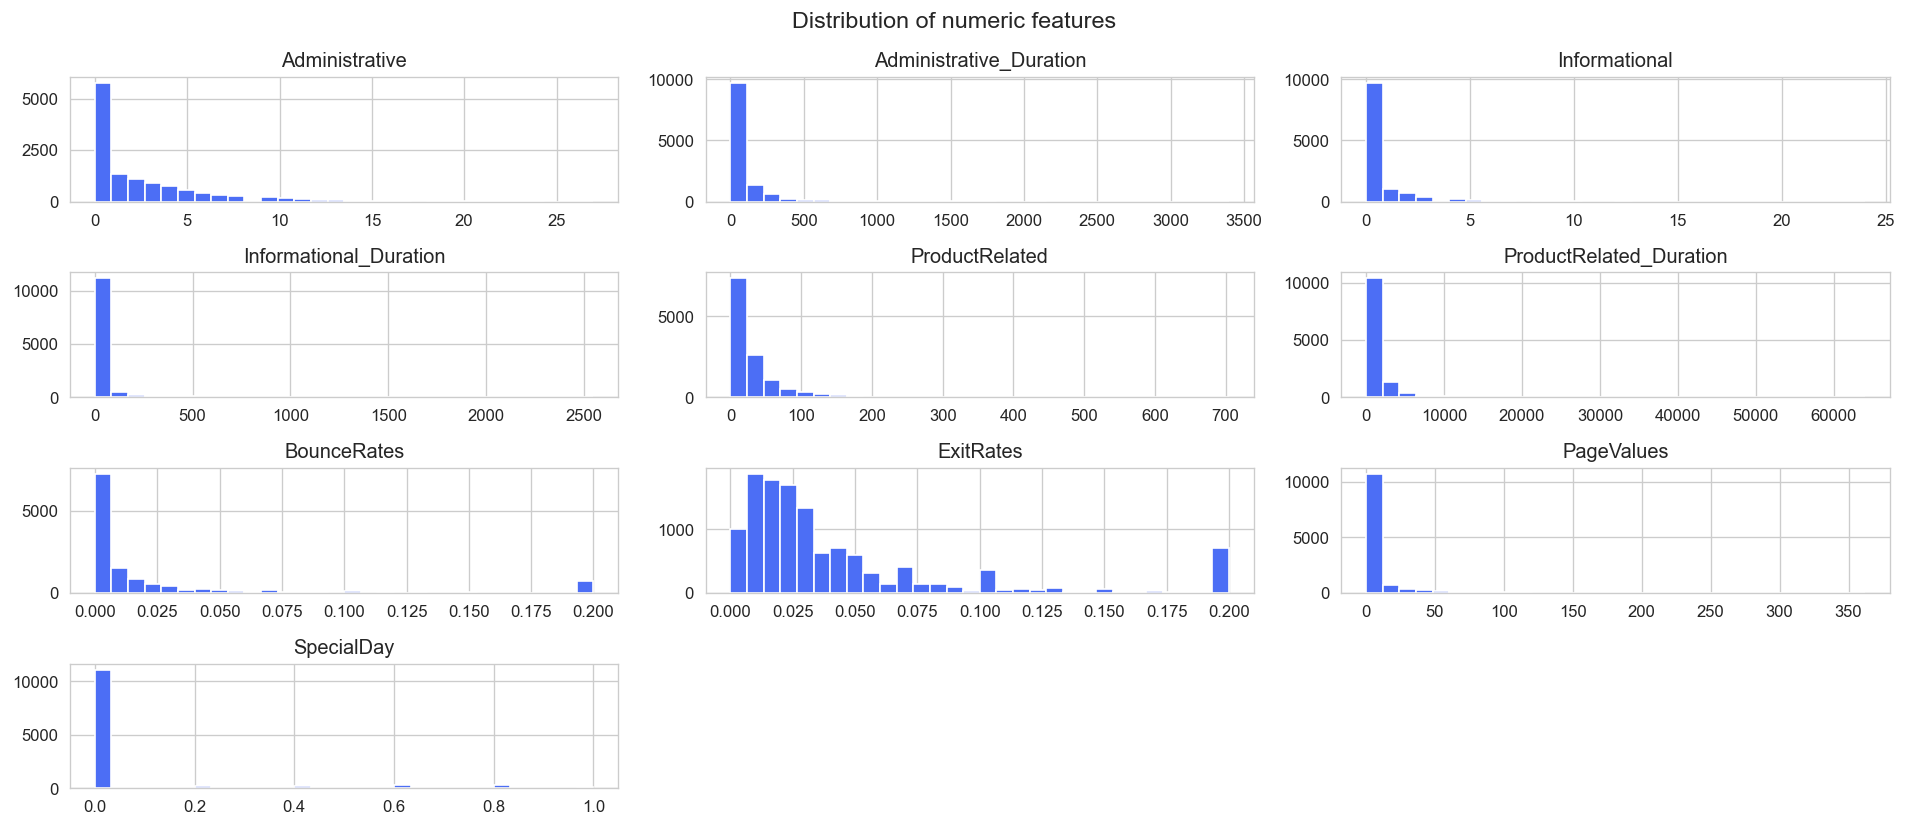 Distribution of numeric features
Administrative
5000
2500
0
0 5 10 15 20 25
Administrative_Duration
10000
5000
0
0 500 1000 1500 2000 2500 3000 3500
Informational
10000
5000
0
0 5 10 15 20 25
Informational_Duration
10000
5000
0
0 500 1000 1500 2000 2500
ProductRelated
5000
0
0 100 200 300 400 500 600 700
ProductRelated_Duration
10000
5000
0
0 10000 20000 30000 40000 50000 60000
BounceRates
5000
0
0.000 0.025 0.050 0.075 0.100 0.125 0.150 0.175 0.200
ExitRates
1000
0
0.000 0.025 0.050 0.075 0.100 0.125 0.150 0.175 0.200
PageValues
10000
5000
0
0 50 100 150 200 250 300 350
SpecialDay
10000
5000
0
0.0 0.2 0.4 0.6 0.8 1.0